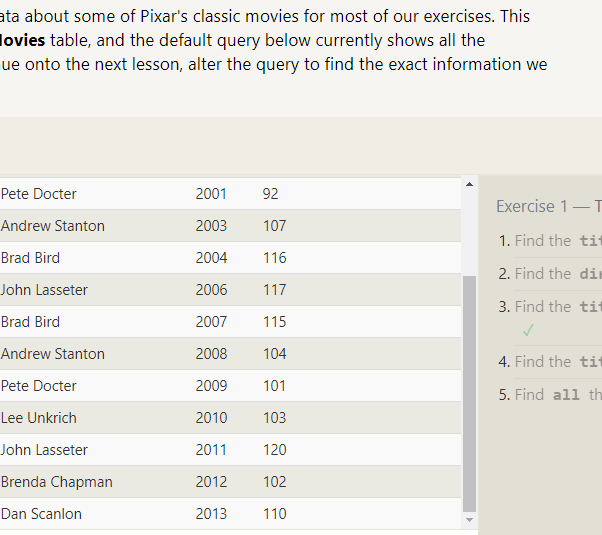 ata about some of Pixar's classic movies for most of our exercises. This
Movies table, and the default query below currently shows all the
ue onto the next lesson, alter the query to find the exact information we
Pete Docter 2001 92
Andrew Stanton 2003 107
Brad Bird 2004 116
John Lasseter 2006 117
Brad Bird 2007 115
Andrew Stanton 2008 104
Pete Docter 2009 101
Lee Unkrich 2010 103
John Lasseter 2011 120
Brenda Chapman 2012 102
Dan Scanlon 2013 110
Exercise 1 — T
1. Find the tit
2. Find the dir
3. Find the tit
✓
4. Find the tit
5. Find all th